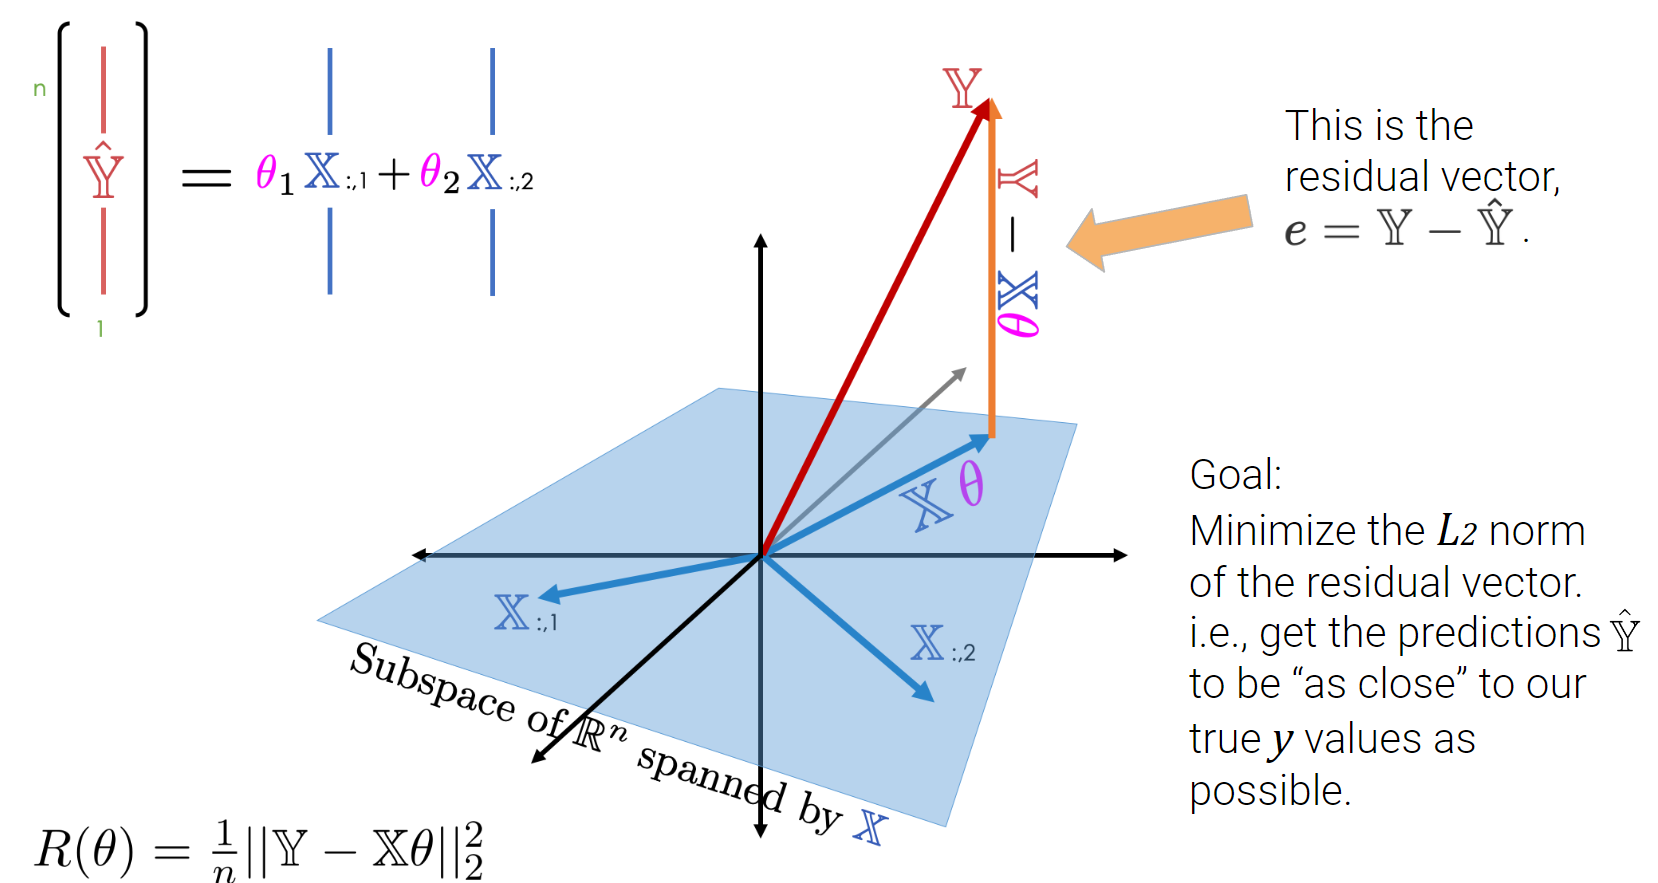 n
𝕐̂ = θ₁ 𝕏:,1 + θ₂ 𝕏:,2
1
𝕐
𝕐 − 𝕏θ
This is the
residual vector,
e = 𝕐 − 𝕐̂ .
𝕏 θ
𝕏:,1
𝕏:,2
Subspace of ℝⁿ spanned by 𝕏
Goal:
Minimize the L2 norm
of the residual vector.
i.e., get the predictions 𝕐̂
to be “as close” to our
true y values as
possible.
R(θ) = 1/n ||𝕐 − 𝕏θ||₂²